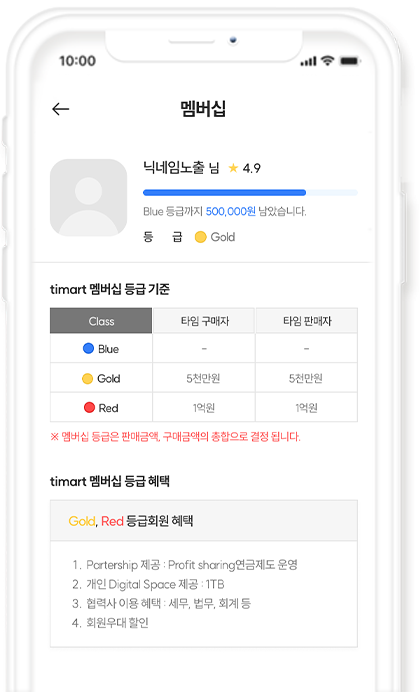 10:00
멤버십
닉네임노출 님 ★ 4.9
Blue 등급까지 500,000원 남았습니다.
등 급 Gold
timart 멤버십 등급 기준
Class 타임 구매자 타임 판매자
Blue - -
Gold 5천만원 5천만원
Red 1억원 1억원
※ 멤버십 등급은 판매금액, 구매금액의 총합으로 결정 됩니다.
timart 멤버십 등급 혜택
Gold, Red 등급회원 혜택
1. Partership 제공 : Profit sharing연금제도 운영
2. 개인 Digital Space 제공 : 1TB
3. 협력사 이용 혜택 : 세무, 법무, 회계 등
4. 회원우대 할인